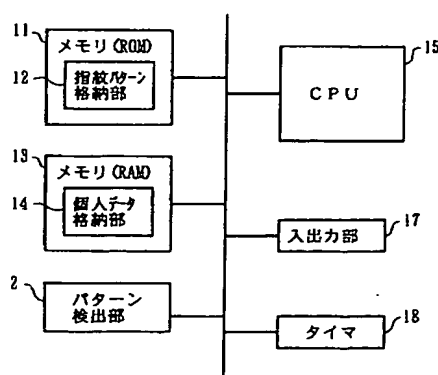 11
メモリ(ROM)
12
指紋パターン
格納部
13
メモリ(RAM)
14
個人データ
格納部
2
パターン
検出部
15
CPU
17
入出力部
18
タイマ